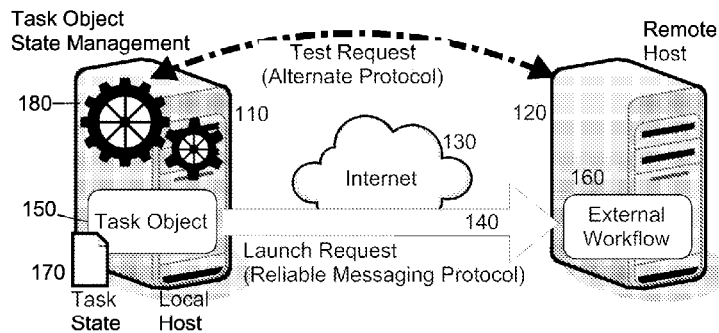 Task Object
State Management
Remote
Host
Test Request
(Alternate Protocol)
180
110
120
130
Internet
160
150
Task Object
140
External
Workflow
170
Launch Request
(Reliable Messaging Protocol)
Task
State
Local
Host